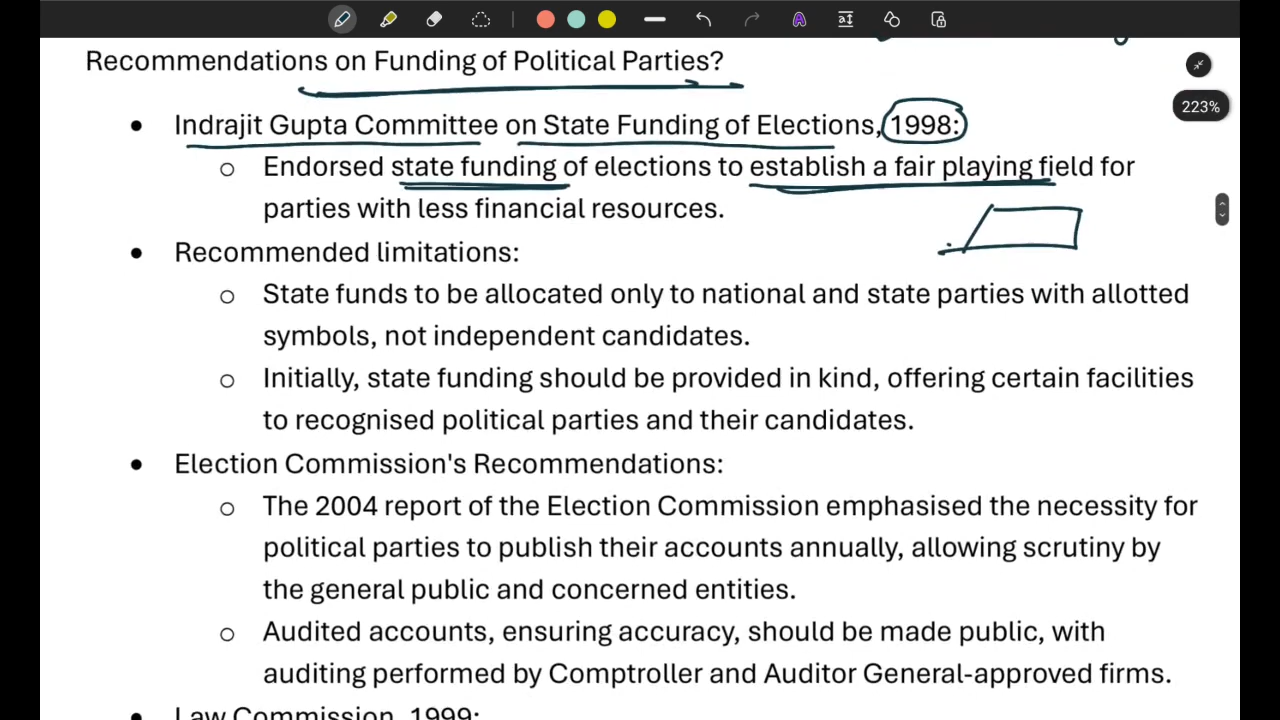 Recommendations on Funding of Political Parties?
223%
• Indrajit Gupta Committee on State Funding of Elections, 1998:
o Endorsed state funding of elections to establish a fair playing field for
parties with less financial resources.
• Recommended limitations:
o State funds to be allocated only to national and state parties with allotted
symbols, not independent candidates.
o Initially, state funding should be provided in kind, offering certain facilities
to recognised political parties and their candidates.
• Election Commission's Recommendations:
o The 2004 report of the Election Commission emphasised the necessity for
political parties to publish their accounts annually, allowing scrutiny by
the general public and concerned entities.
o Audited accounts, ensuring accuracy, should be made public, with
auditing performed by Comptroller and Auditor General-approved firms.
• Law Commission, 1999: